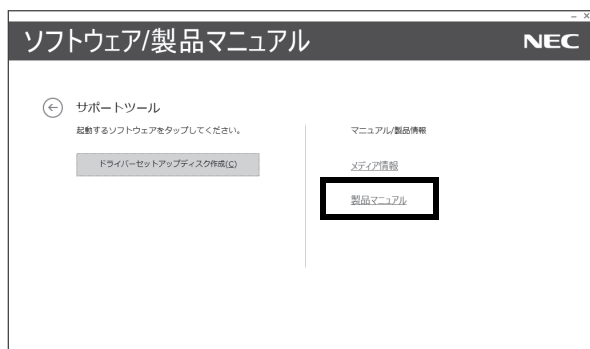 ソフトウェア/製品マニュアル
NEC
サポートツール
起動するソフトウェアをタップしてください。
ドライバーセットアップディスク作成(C)
マニュアル/製品情報
メディア情報
製品マニュアル